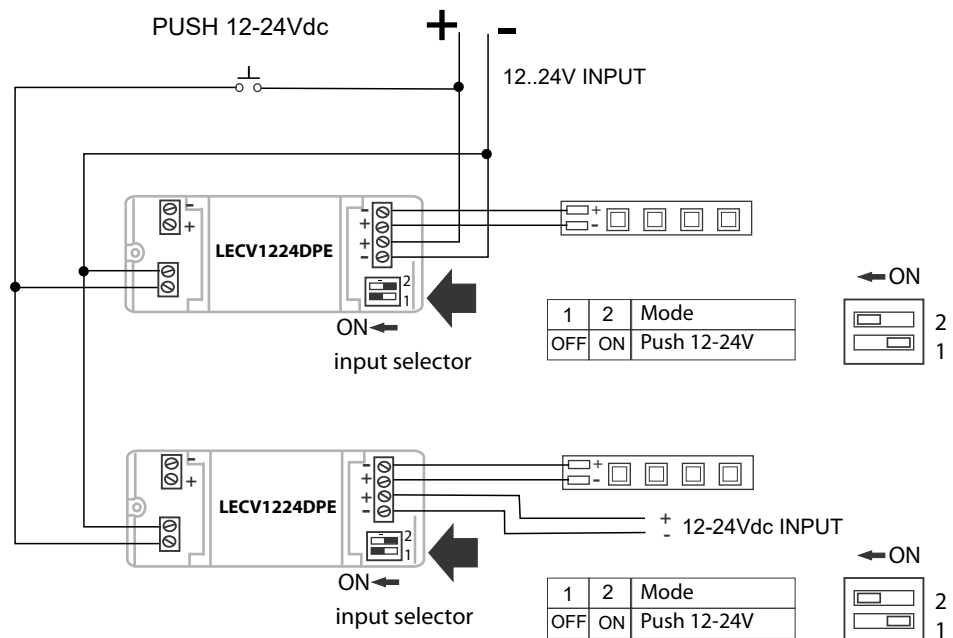 PUSH 12-24Vdc
+ -
12..24V INPUT
-
+
LECV1224DPE
-
+
+
-
2
1
ON
input selector
+
-
1 2 Mode
OFF ON Push 12-24V
ON
2
1
-
+
LECV1224DPE
-
+
+
-
2
1
ON
input selector
+
-
+
-
12-24Vdc INPUT
1 2 Mode
OFF ON Push 12-24V
ON
2
1